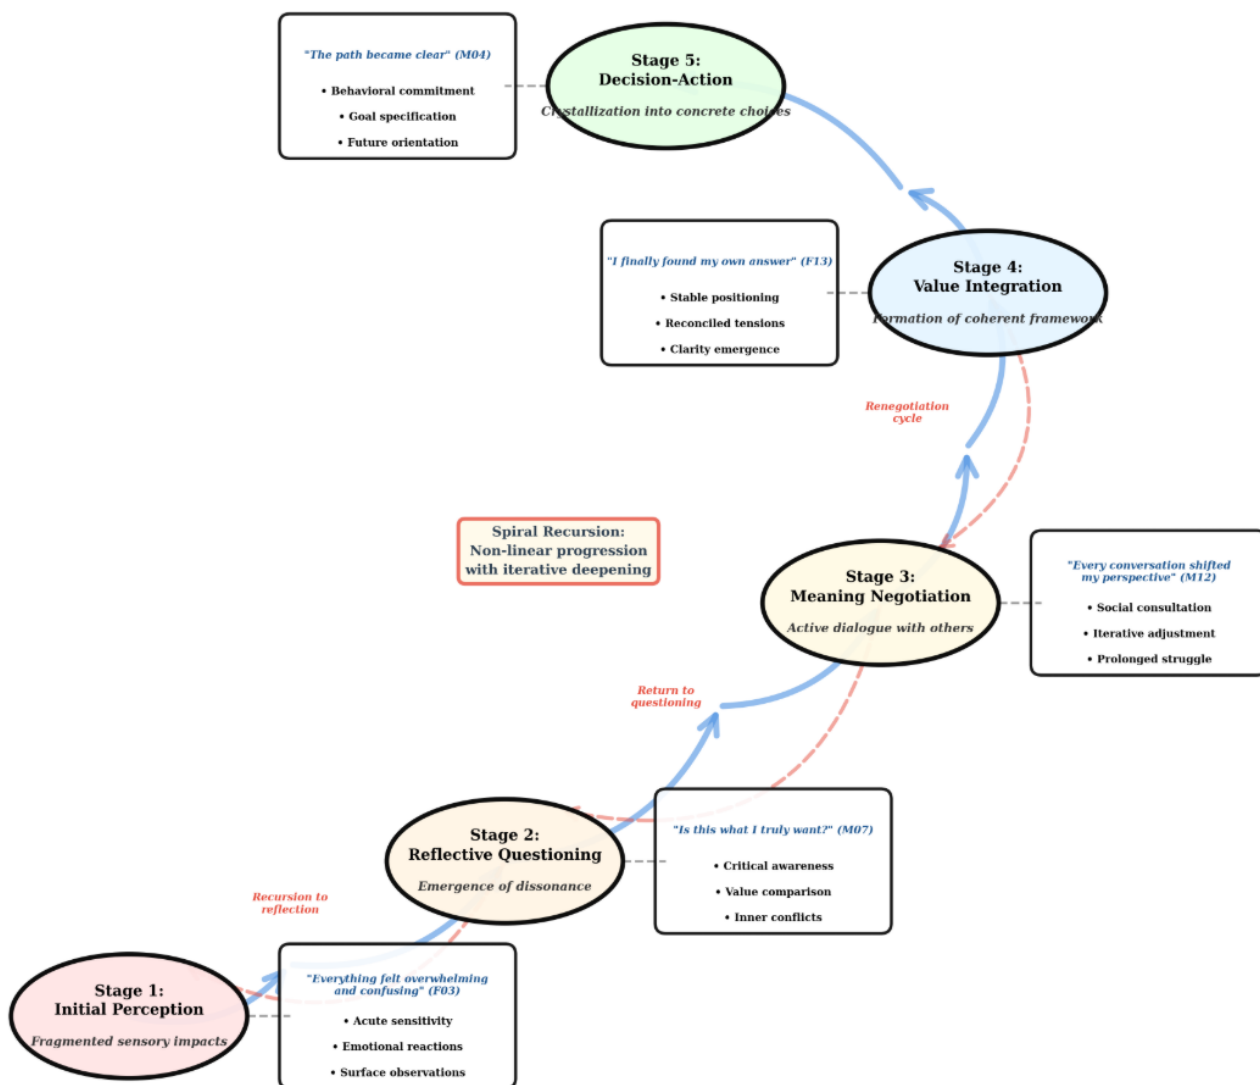 "The path became clear" (M04)
• Behavioral commitment
• Goal specification
• Future orientation
Stage 5:
Decision-Action
Crystallization into concrete choices
"I finally found my own answer" (F13)
• Stable positioning
• Reconciled tensions
• Clarity emergence
Stage 4:
Value Integration
Formation of coherent framework
Renegotiation
cycle
Spiral Recursion:
Non-linear progression
with iterative deepening
Stage 3:
Meaning Negotiation
Active dialogue with others
"Every conversation shifted
my perspective" (M12)
• Social consultation
• Iterative adjustment
• Prolonged struggle
Return to
questioning
Stage 2:
Reflective Questioning
Emergence of dissonance
"Is this what I truly want?" (M07)
• Critical awareness
• Value comparison
• Inner conflicts
Recursion to
reflection
Stage 1:
Initial Perception
Fragmented sensory impacts
"Everything felt overwhelming
and confusing" (F03)
• Acute sensitivity
• Emotional reactions
• Surface observations